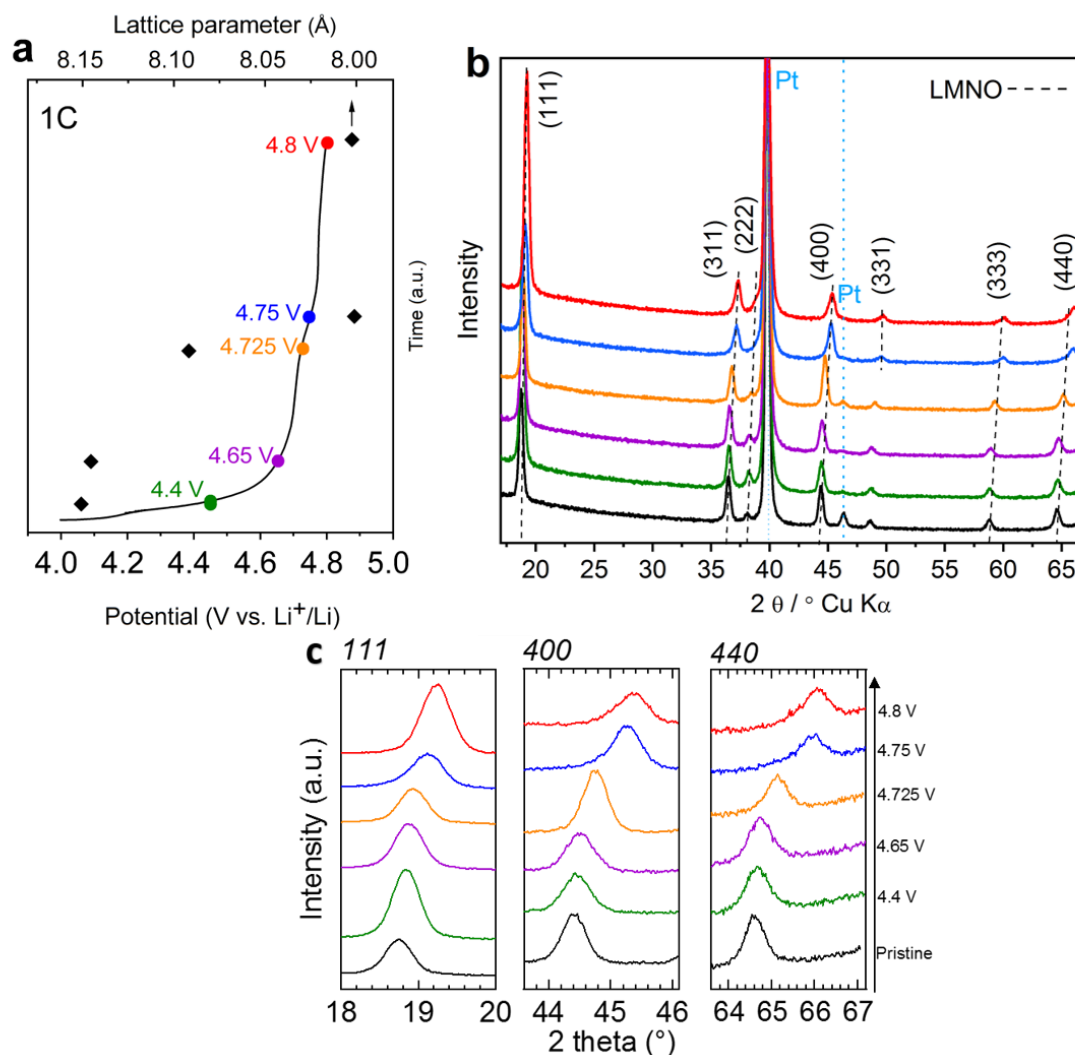 a
Lattice parameter (Å)
8.15 8.09 8.03 8.00
1C
4.8 V
4.75 V
4.725 V
4.65 V
4.4 V
Time (a.u.)
4.0 4.2 4.4 4.6 4.8 5.0
Potential (V vs. Li⁺/Li)
b
Pt
LMNO
(111)
(311)
(222)
(400)
Pt
(331)
(333)
(440)
Intensity
20 25 30 35 40 45 50 55 60 65
2 θ / ° Cu Kα
c
111
400
440
Intensity (a.u.)
4.8 V
4.75 V
4.725 V
4.65 V
4.4 V
Pristine
18 19 20
44 45 46
64 65 66 67
2 theta (°)